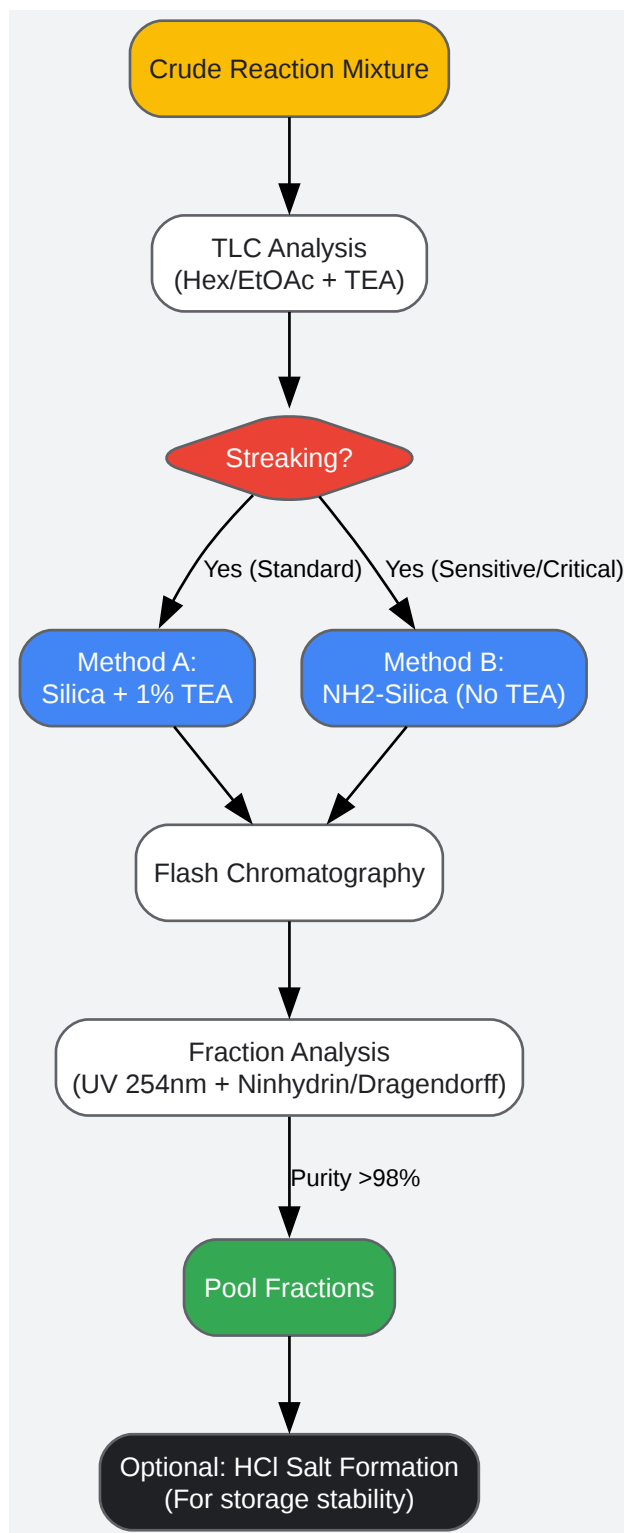 Crude Reaction Mixture
TLC Analysis
(Hex/EtOAc + TEA)
Streaking?
Yes (Standard)
Yes (Sensitive/Critical)
Method A:
Silica + 1% TEA
Method B:
NH2-Silica (No TEA)
Flash Chromatography
Fraction Analysis
(UV 254nm + Ninhydrin/Dragendorff)
Purity >98%
Pool Fractions
Optional: HCl Salt Formation
(For storage stability)